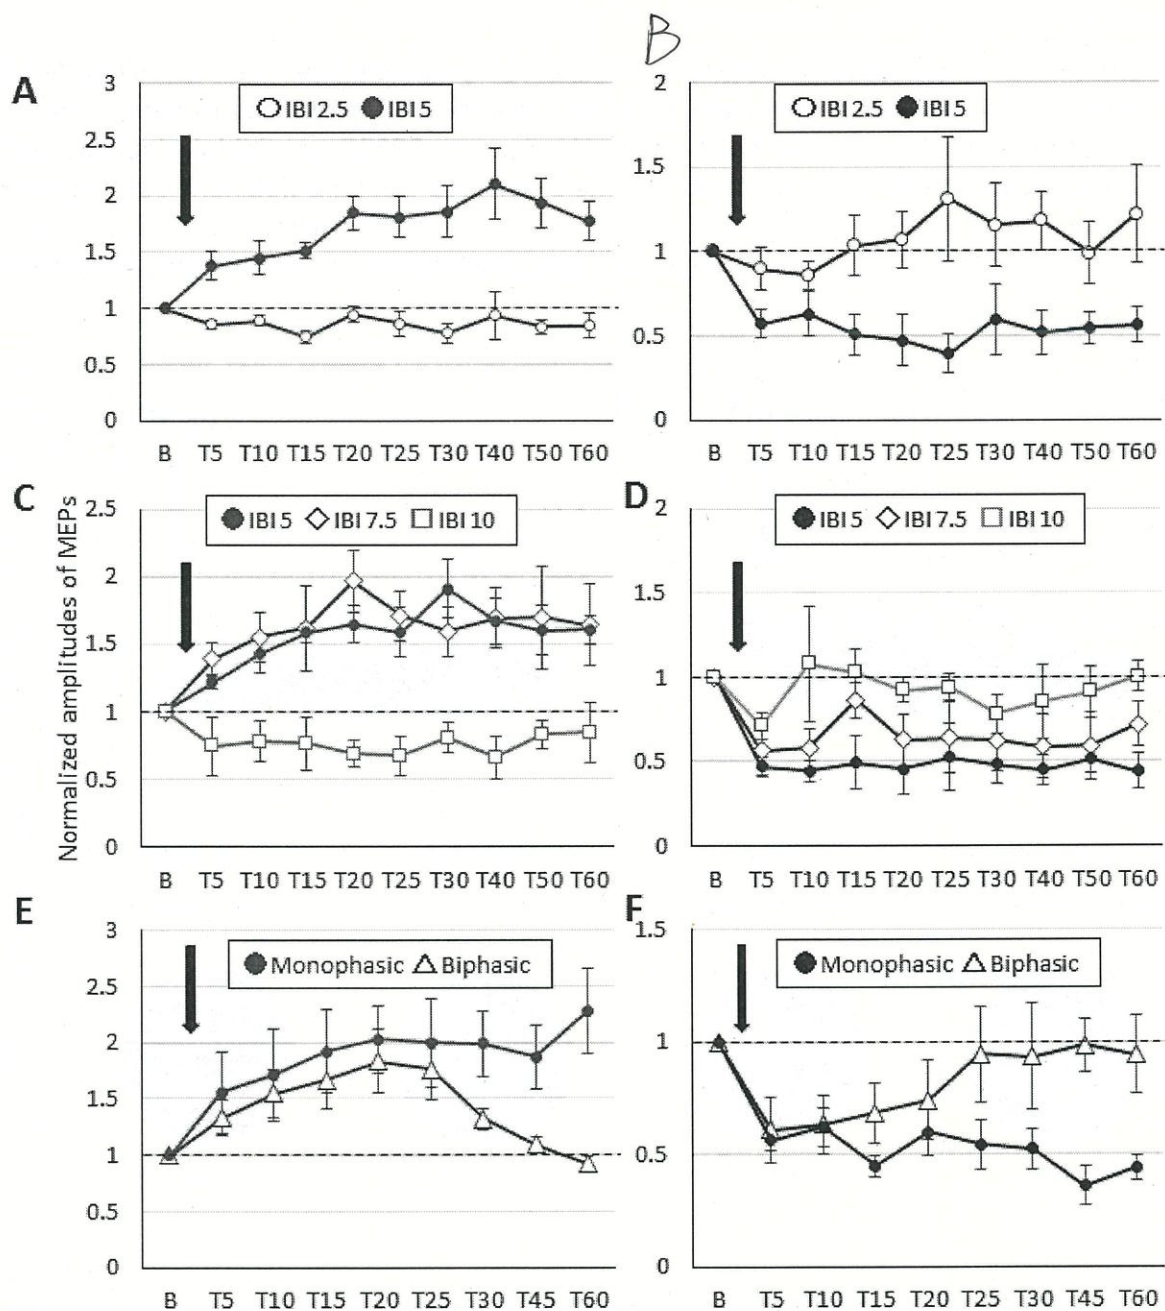 B
A
3
2.5
2
1.5
1
0.5
0
IBI 2.5 IBI 5
B T5 T10 T15 T20 T25 T30 T40 T50 T60
2
1.5
1
0.5
0
IBI 2.5 IBI 5
B T5 T10 T15 T20 T25 T30 T40 T50 T60
Normalized amplitudes of MEPs
C
2.5
2
1.5
1
0.5
0
IBI 5 IBI 7.5 IBI 10
B T5 T10 T15 T20 T25 T30 T40 T50 T60
D
2
1.5
1
0.5
0
IBI 5 IBI 7.5 IBI 10
B T5 T10 T15 T20 T25 T30 T40 T50 T60
E
3
2.5
2
1.5
1
0.5
0
Monophasic Biphasic
B T5 T10 T15 T20 T25 T30 T45 T60
F
1.5
1
0.5
0
Monophasic Biphasic
B T5 T10 T15 T20 T25 T30 T45 T60